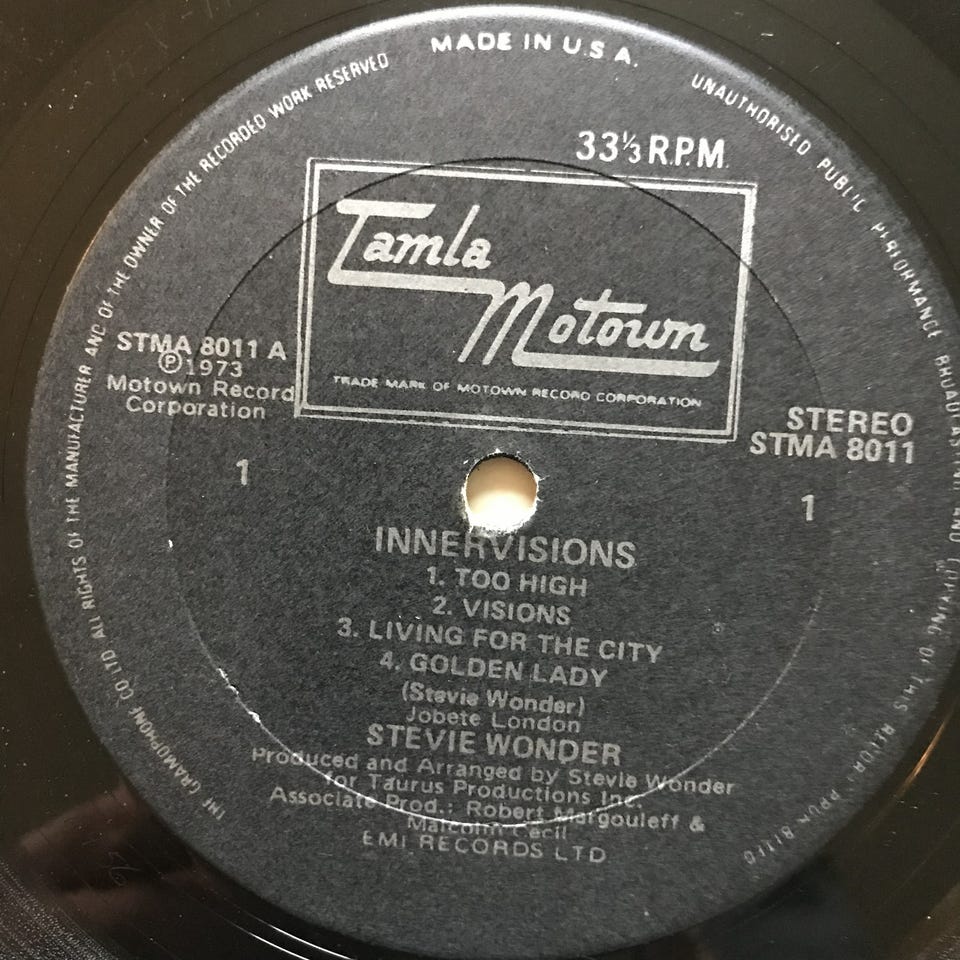 MADE IN U.S.A.
UNAUTHORISED PUBLIC PERFORMANCE BROADCASTING AND COPYING OF THIS RECORD PROHIBITED
THE GRAMOPHONE CO LTD ALL RIGHTS OF THE MANUFACTURER AND OF THE OWNER OF THE RECORDED WORK RESERVED
33⅓ R.P.M.
Tamla
Motown
TRADE MARK OF MOTOWN RECORD CORPORATION
STMA 8011 A
℗1973
Motown Record
Corporation
1
STEREO
STMA 8011
1
INNERVISIONS
1. TOO HIGH
2. VISIONS
3. LIVING FOR THE CITY
4. GOLDEN LADY
(Stevie Wonder)
Jobete London
STEVIE WONDER
Produced and Arranged by Stevie Wonder
for Taurus Productions Inc.
Associate Prod.: Robert Margouleff &
Malcolm Cecil
EMI RECORDS LTD